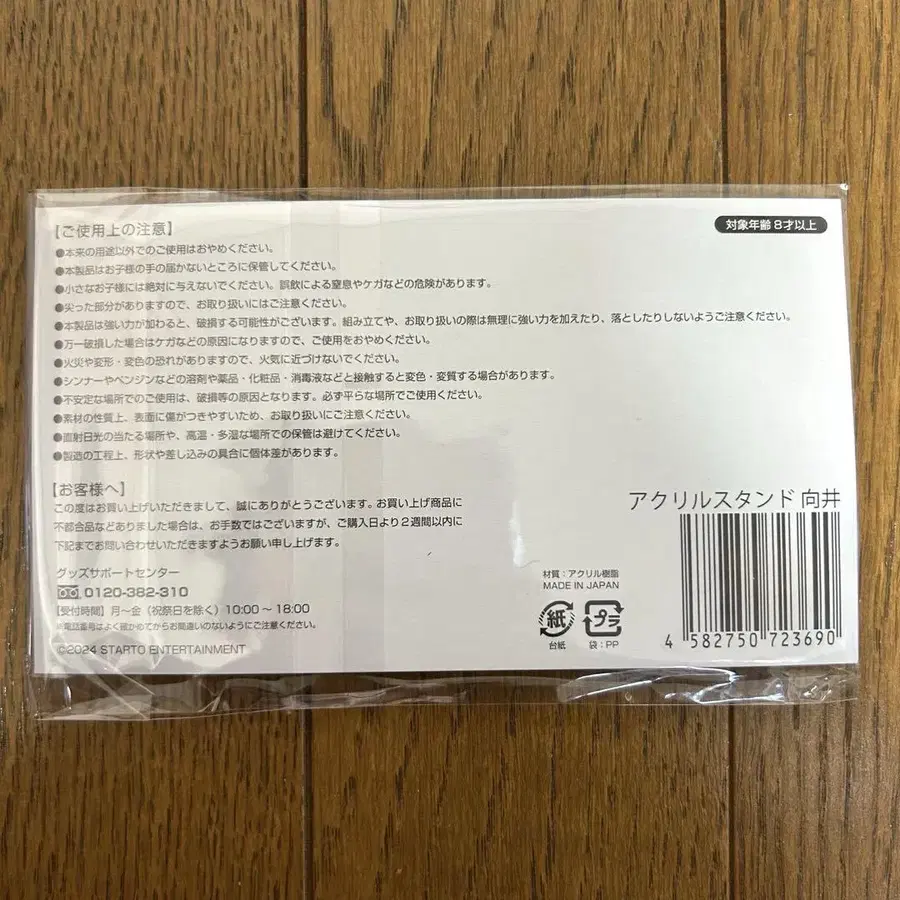 【ご使用上の注意】
対象年齢 8才以上
●本来の用途以外でのご使用はおやめください。
●本製品はお子様の手の届かないところに保管してください。
●小さなお子様には絶対に与えないでください。誤飲による窒息やケガなどの危険があります。
●尖った部分がありますので、お取り扱いにはご注意ください。
●本製品は強い力が加わると、破損する可能性がございます。組み立てや、お取り扱いの際は無理に強い力を加えたり、落としたりしないようご注意ください。
●万一破損した場合はケガなどの原因になりますので、ご使用をおやめください。
●火災や変形・変色の恐れがありますので、火気に近づけないでください。
●シンナーやベンジンなどの溶剤や薬品・化粧品・消毒液などと接触すると変色・変質する場合があります。
●不安定な場所でのご使用は、破損等の原因となります。必ず平らな場所でご使用ください。
●素材の性質上、表面に傷がつきやすいため、お取り扱いにご注意ください。
●直射日光の当たる場所や、高温・多湿な場所での保管は避けてください。
●製造の工程上、形状や差し込みの具合に個体差があります。
【お客様へ】
この度はお買い上げいただきまして、誠にありがとうございます。お買い上げ商品に
不都合品などありました場合は、お手数ではございますが、ご購入日より2週間以内に
下記までお問い合わせいただきますようお願い申し上げます。
グッズサポートセンター
0120-382-310
【受付時間】月~金(祝祭日を除く)10:00~18:00
※電話番号はよく確かめてからお間違いのないようにご注意ください。
©2024 STARTO ENTERTAINMENT
アクリルスタンド 向井
材質:アクリル樹脂
MADE IN JAPAN
紙
プラ
台紙
袋:PP
4 582750 723690